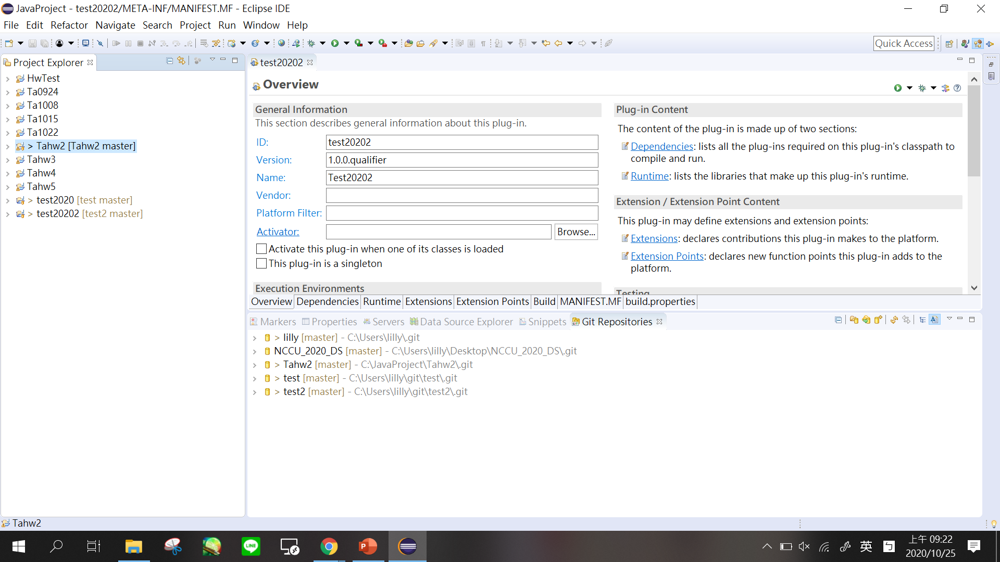 JavaProject - test20202/META-INF/MANIFEST.MF - Eclipse IDE
File Edit Refactor Navigate Search Project Run Window Help
Quick Access
Project Explorer
HwTest
Ta0924
Ta1008
Ta1015
Ta1022
> Tahw2 [Tahw2 master]
Tahw3
Tahw4
Tahw5
> test2020 [test master]
> test20202 [test2 master]
test20202
Overview
General Information
This section describes general information about this plug-in.
ID: test20202
Version: 1.0.0.qualifier
Name: Test20202
Vendor:
Platform Filter:
Activator: Browse...
Activate this plug-in when one of its classes is loaded
This plug-in is a singleton
Execution Environments
Plug-in Content
The content of the plug-in is made up of two sections:
Dependencies: lists all the plug-ins required on this plug-in's classpath to
compile and run.
Runtime: lists the libraries that make up this plug-in's runtime.
Extension / Extension Point Content
This plug-in may define extensions and extension points:
Extensions: declares contributions this plug-in makes to the platform.
Extension Points: declares new function points this plug-in adds to the
platform.
Testing
Overview Dependencies Runtime Extensions Extension Points Build MANIFEST.MF build.properties
Markers Properties Servers Data Source Explorer Snippets Git Repositories
> lilly [master] - C:\Users\lilly\.git
NCCU_2020_DS [master] - C:\Users\lilly\Desktop\NCCU_2020_DS\.git
> Tahw2 [master] - C:\JavaProject\Tahw2\.git
> test [master] - C:\Users\lilly\git\test\.git
> test2 [master] - C:\Users\lilly\git\test2\.git
Tahw2
LINE
P
英
ㄅ
上午 09:22
2020/10/25